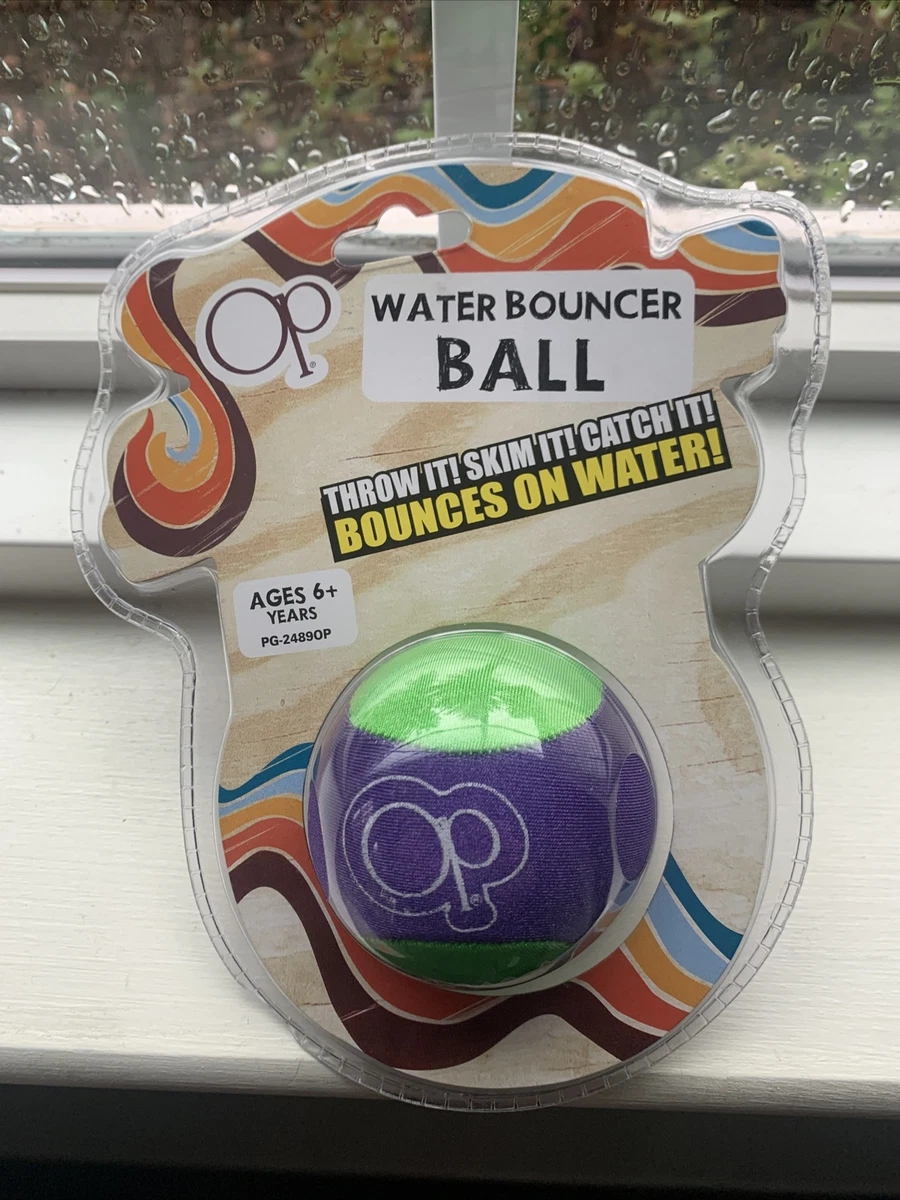 Op®
WATER BOUNCER
BALL
THROW IT! SKIM IT! CATCH IT!
BOUNCES ON WATER!
AGES 6+
YEARS
PG-2489OP
Op®